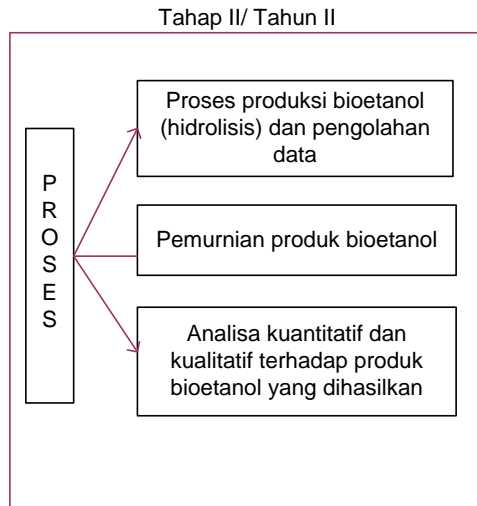 Tahap II/ Tahun II
P
R
O
S
E
S
Proses produksi bioetanol
(hidrolisis) dan pengolahan
data
Pemurnian produk bioetanol
Analisa kuantitatif dan
kualitatif terhadap produk
bioetanol yang dihasilkan